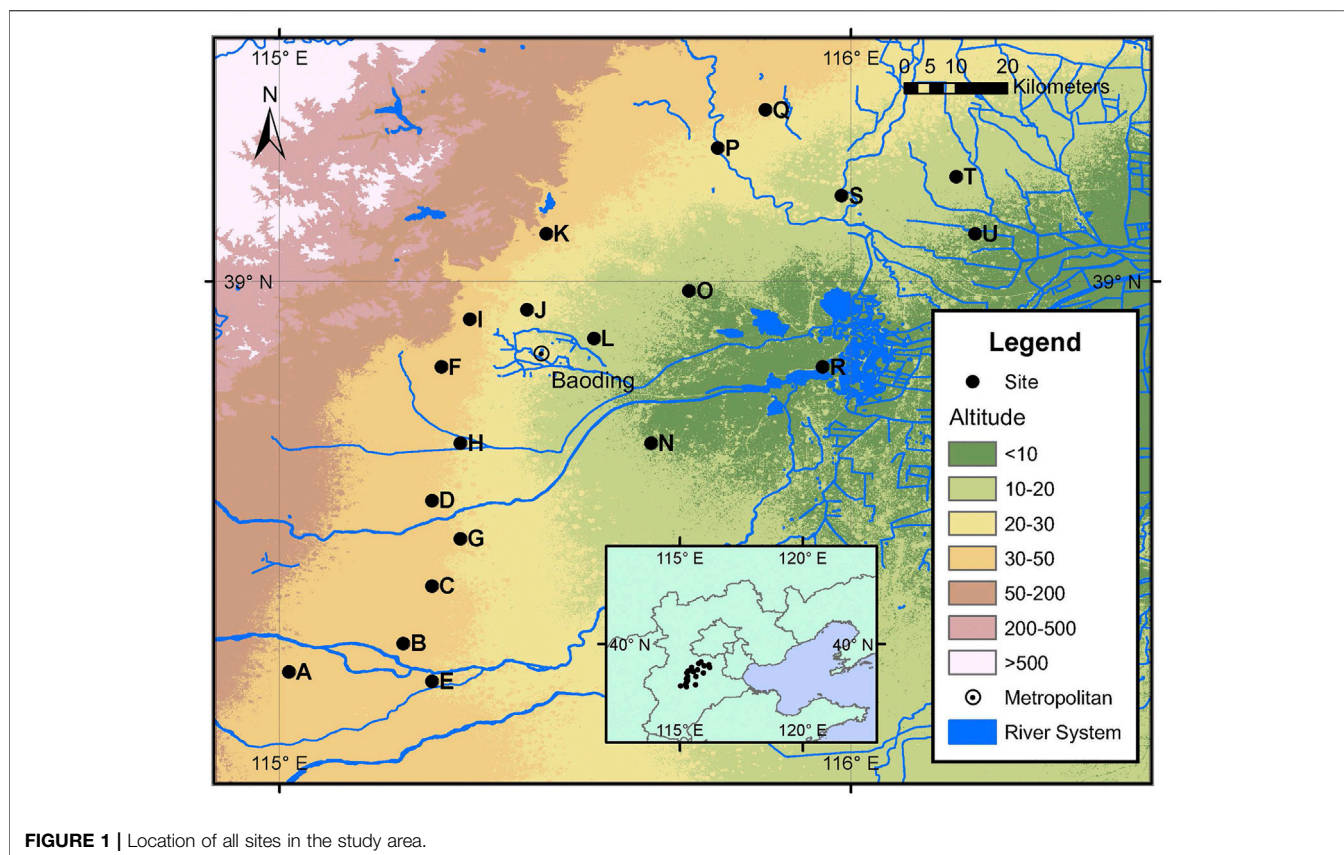 115° E
116° E
0 5 10 20
Kilometers
N
Q
P
T
S
K
U
39° N
39° N
O
J
I
L
F
Baoding
R
H
N
D
G
C
B
A
E
115° E
116° E
115° E
120° E
40° N
40° N
115° E
120° E
Legend
Site
Altitude
<10
10-20
20-30
30-50
50-200
200-500
>500
Metropolitan
River System
FIGURE 1 | Location of all sites in the study area.